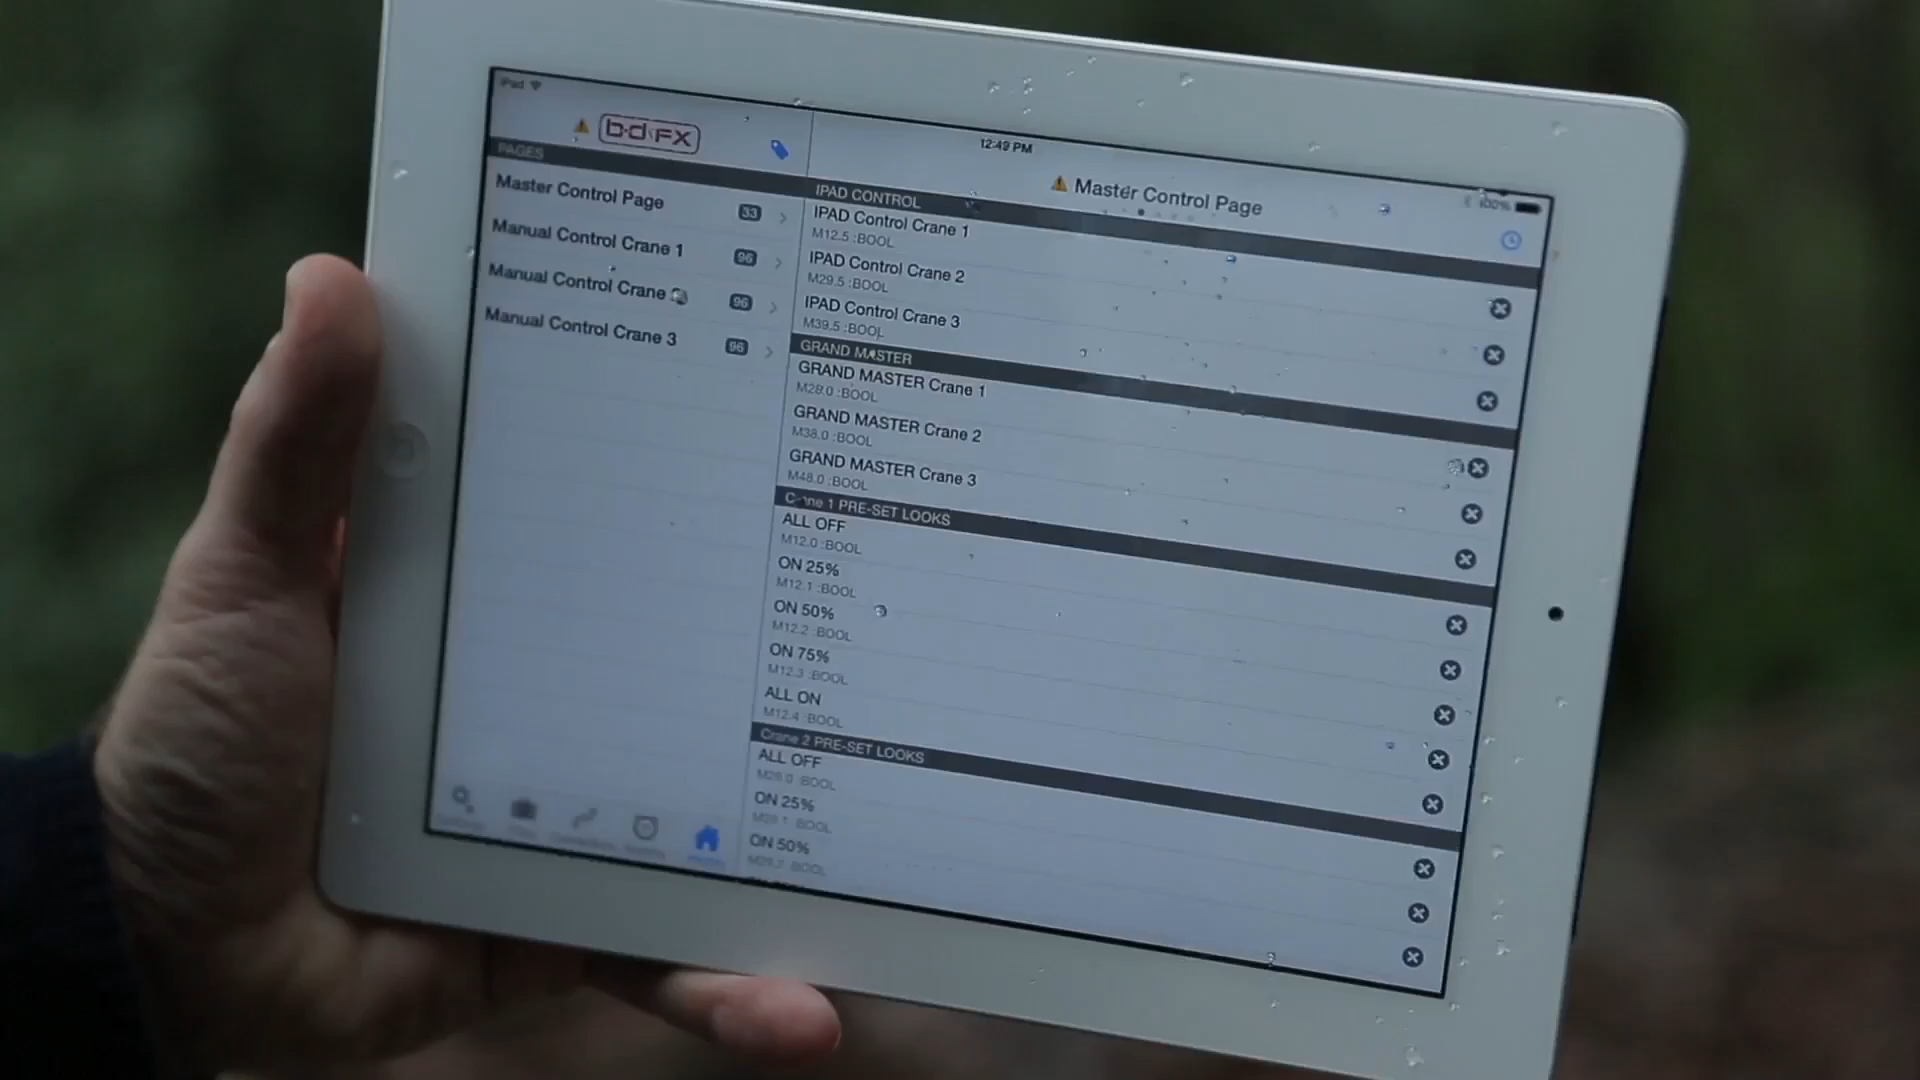 iPad
b·d·FX
PAGES
Master Control Page
33
Manual Control Crane 1
96
Manual Control Crane
96
Manual Control Crane 3
96
12:49 PM
100%
Master Control Page
IPAD CONTROL
IPAD Control Crane 1
M12.5 :BOOL
IPAD Control Crane 2
M29.5 :BOOL
IPAD Control Crane 3
M39.5 :BOOL
GRAND MASTER
GRAND MASTER Crane 1
M28.0 :BOOL
GRAND MASTER Crane 2
M38.0 :BOOL
GRAND MASTER Crane 3
M48.0 :BOOL
Crane 1 PRE-SET LOOKS
ALL OFF
M12.0 :BOOL
ON 25%
M12.1 :BOOL
ON 50%
M12.2 :BOOL
ON 75%
M12.3 :BOOL
ALL ON
M12.4 :BOOL
Crane 2 PRE-SET LOOKS
ALL OFF
:BOOL
ON 25%
:BOOL
ON 50%
:BOOL